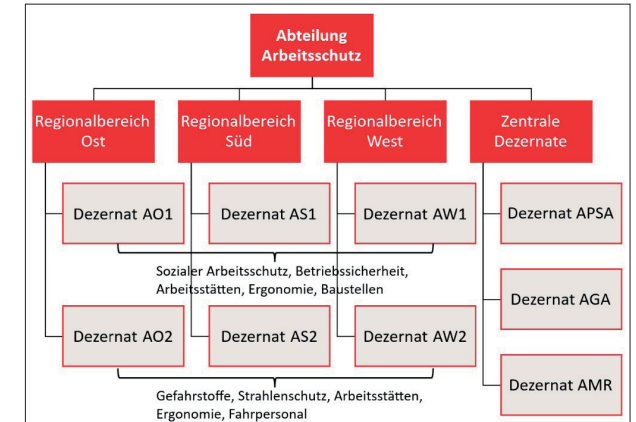 Abteilung
Arbeitsschutz
Regionalbereich
Ost
Regionalbereich
Süd
Regionalbereich
West
Zentrale
Dezernate
Dezernat AO1
Dezernat AS1
Dezernat AW1
Dezernat APSA
Sozialer Arbeitsschutz, Betriebssicherheit,
Arbeitsstätten, Ergonomie, Baustellen
Dezernat AGA
Dezernat AO2
Dezernat AS2
Dezernat AW2
Dezernat AMR
Gefahrstoffe, Strahlenschutz, Arbeitsstätten,
Ergonomie, Fahrpersonal